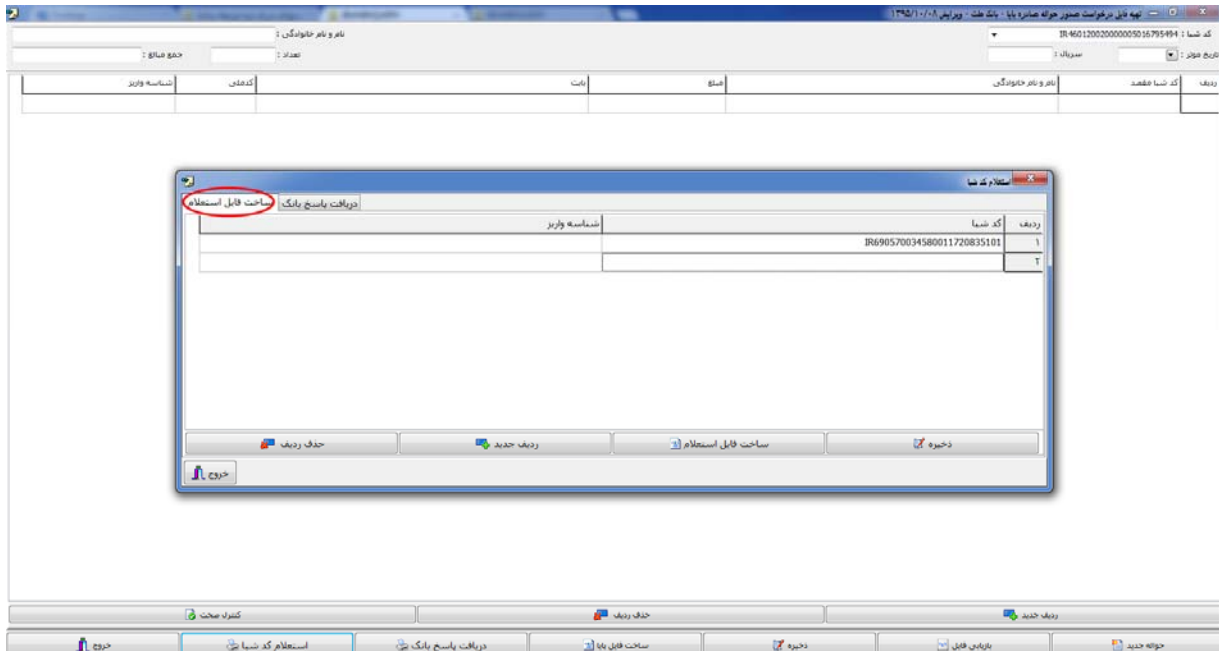 تهیه فایل درخواست صدور حواله صادره پایا - بانک ملت - ویرایش ۱۳۹۵/۱۰/۰۸
کد شبا : IR460120020000005016795494
نام و نام خانوادگی :
تاریخ موثر :
سریال :
تعداد :
جمع مبالغ :
ردیف کد شبا مقصد نام و نام خانوادگی مبلغ بابت کدملی شناسه واریز
استعلام کد شبا
ساخت فایل استعلام دریافت پاسخ بانک
ردیف کد شبا شناسه واریز
۱ IR690570034580011720835101
۲
ذخیره ساخت فایل استعلام ردیف جدید حذف ردیف
خروج
ردیف جدید حذف ردیف کنترل صحت
حواله جدید بازیابی فایل ذخیره ساخت فایل پایا دریافت پاسخ بانک استعلام کد شبا خروج